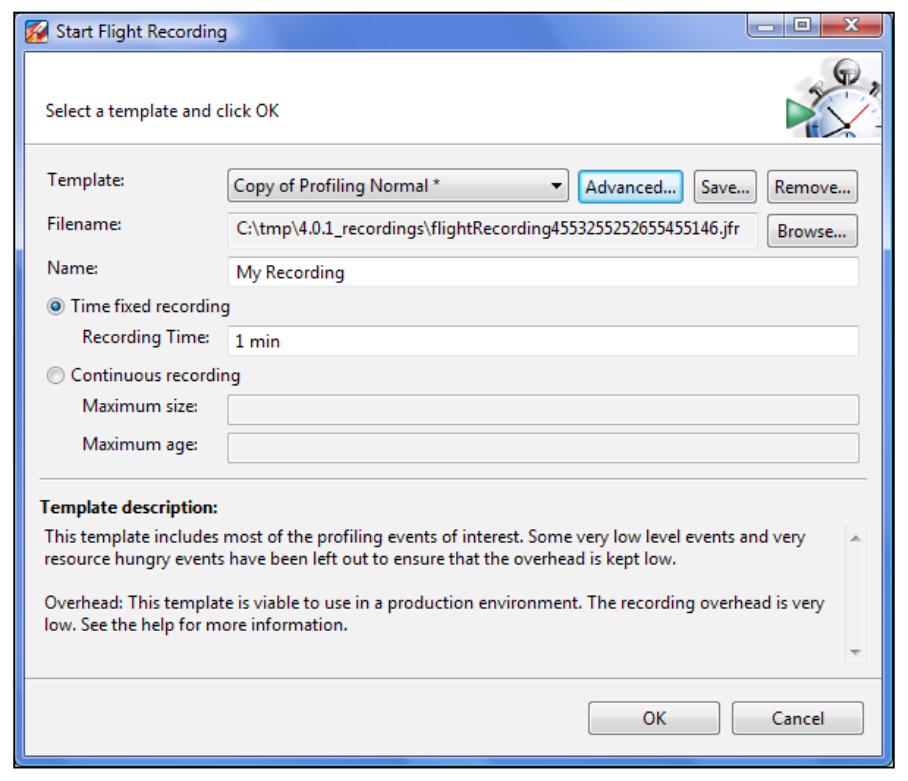 Start Flight Recording
Select a template and click OK
Template: Copy of Profiling Normal * Advanced... Save... Remove...
Filename: C:\tmp\4.0.1_recordings\flightRecording4553255252655455146.jfr Browse...
Name: My Recording
Time fixed recording
Recording Time: 1 min
Continuous recording
Maximum size:
Maximum age:
Template description:
This template includes most of the profiling events of interest. Some very low level events and very
resource hungry events have been left out to ensure that the overhead is kept low.
Overhead: This template is viable to use in a production environment. The recording overhead is very
low. See the help for more information.
OK Cancel